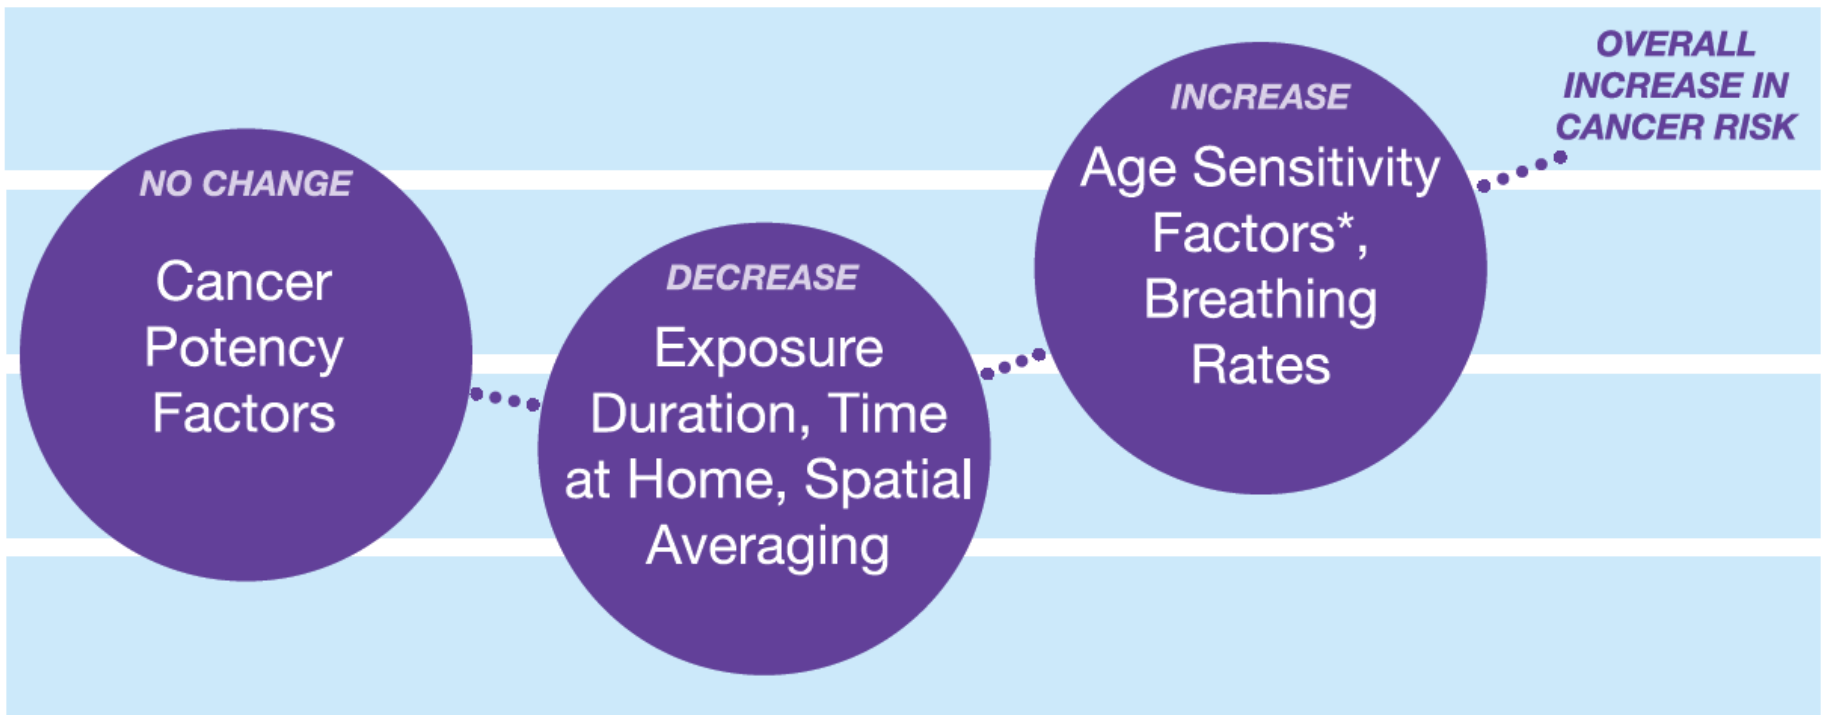 NO CHANGE
Cancer
Potency
Factors
DECREASE
Exposure
Duration, Time
at Home, Spatial
Averaging
INCREASE
Age Sensitivity
Factors*,
Breathing
Rates
OVERALL
INCREASE IN
CANCER RISK